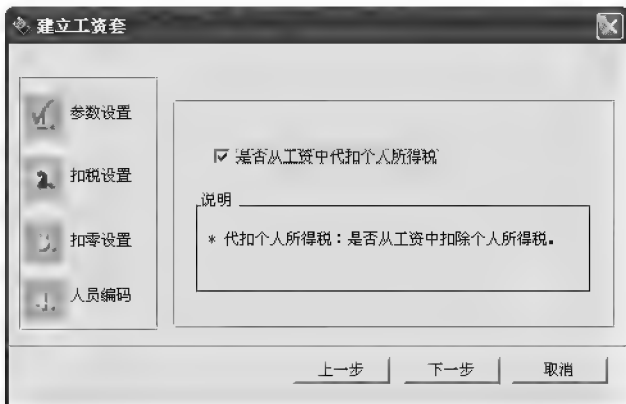 建立工资套
参数设置
扣税设置
扣零设置
人员编码
是否从工资中代扣个人所得税
说明
* 代扣个人所得税：是否从工资中扣除个人所得税。
上一步
下一步
取消